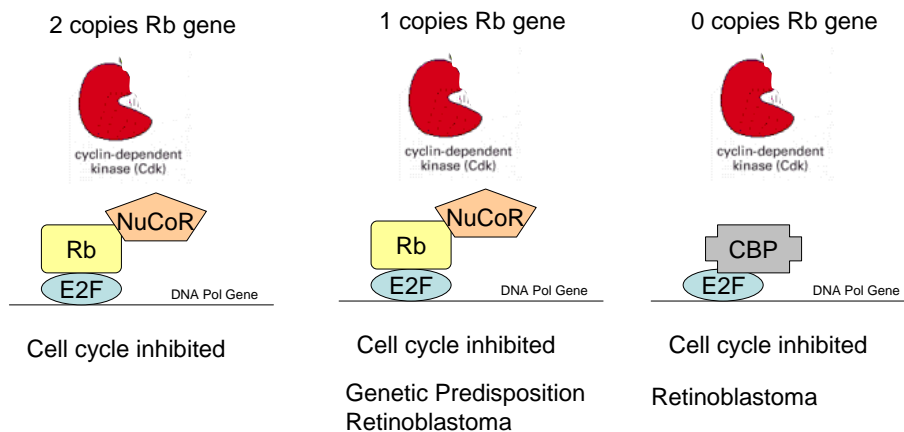 2 copies Rb gene
1 copies Rb gene
0 copies Rb gene
cyclin-dependent
kinase (Cdk)
cyclin-dependent
kinase (Cdk)
cyclin-dependent
kinase (Cdk)
NuCoR
Rb
E2F
DNA Pol Gene
NuCoR
Rb
E2F
DNA Pol Gene
CBP
E2F
DNA Pol Gene
Cell cycle inhibited
Cell cycle inhibited
Genetic Predisposition
Retinoblastoma
Cell cycle inhibited
Retinoblastoma